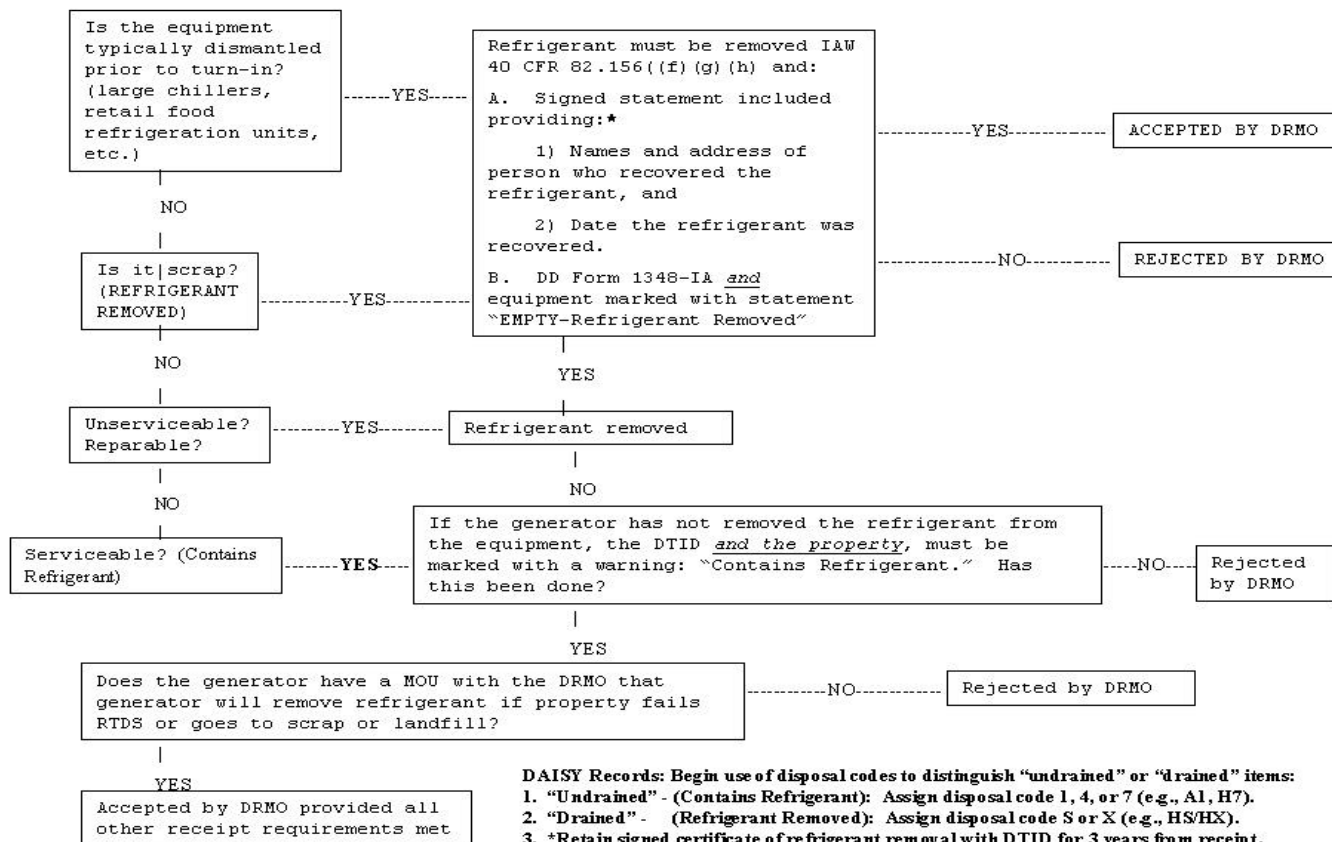 Is the equipment
typically dismantled
prior to turn-in?
(large chillers,
retail food
refrigeration units,
etc.)
YES
Refrigerant must be removed IAW
40 CFR 82.156((f)(g)(h) and:
A. Signed statement included
providing:★
1) Names and address of
person who recovered the
refrigerant, and
2) Date the refrigerant was
recovered.
B. DD Form 1348-IA and
equipment marked with statement
"EMPTY-Refrigerant Removed"
YES
ACCEPTED BY DRMO
NO
REJECTED BY DRMO
NO
Is it|scrap?
(REFRIGERANT
REMOVED)
YES
NO
YES
Unserviceable?
Reparable?
YES
Refrigerant removed
NO
NO
Serviceable? (Contains
Refrigerant)
YES
If the generator has not removed the refrigerant from
the equipment, the DTID and the property, must be
marked with a warning: "Contains Refrigerant." Has
this been done?
NO
Rejected
by DRMO
YES
Does the generator have a MOU with the DRMO that
generator will remove refrigerant if property fails
RTDS or goes to scrap or landfill?
NO
Rejected by DRMO
YES
Accepted by DRMO provided all
other receipt requirements met
DAISY Records: Begin use of disposal codes to distinguish "undrained" or "drained" items:
1. "Undrained" - (Contains Refrigerant): Assign disposal code 1, 4, or 7 (e.g., A1, H7).
2. "Drained" - (Refrigerant Removed): Assign disposal code S or X (e.g., HS/HX).
3. *Retain signed certificate of refrigerant removal with DTID for 3 years from receipt.